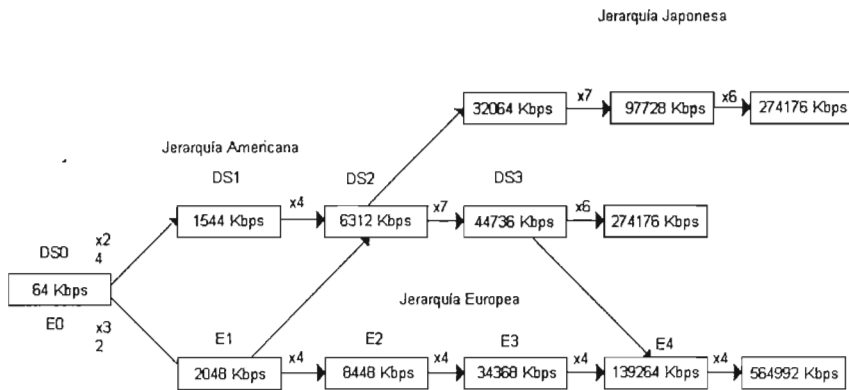 Jerarquía Japonesa
32064 Kbps
x7
97728 Kbps
x6
274176 Kbps
Jerarquía Americana
DS1
DS2
DS3
1544 Kbps
x4
6312 Kbps
x7
44736 Kbps
x6
274176 Kbps
DS0
x2
4
64 Kbps
E0
x3
2
Jerarquía Europea
E1
E2
E3
E4
2048 Kbps
x4
8448 Kbps
x4
34368 Kbps
x4
139264 Kbps
x4
564992 Kbps